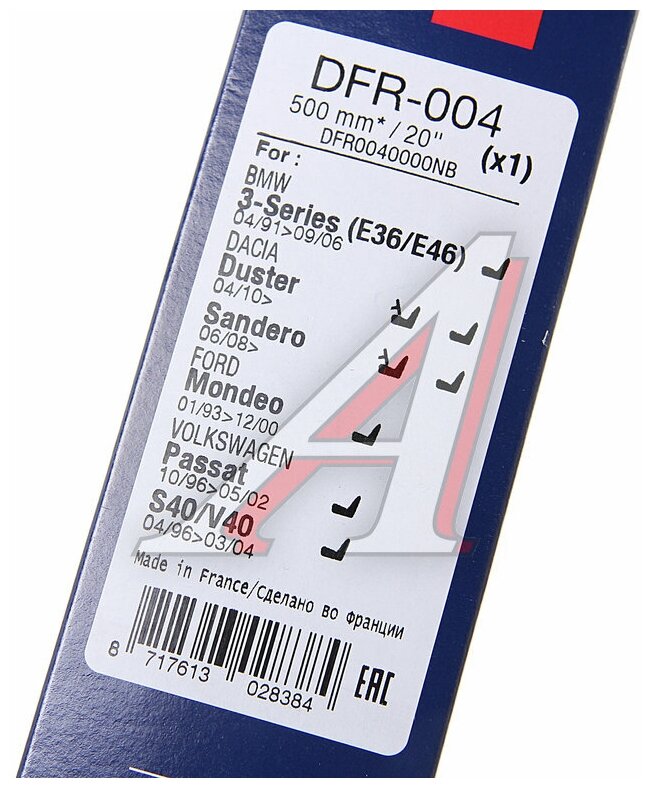 DFR-004
500 mm* / 20"
DFR0040000NB (x1)
For :
BMW
3-Series (E36/E46)
04/91>09/06
DACIA
Duster
04/10>
Sandero
06/08>
FORD
Mondeo
01/93>12/00
VOLKSWAGEN
Passat
10/96>05/02
S40/V40
04/96>03/04
Made in France/Сделано во Франции
8 717613 028384
EAC